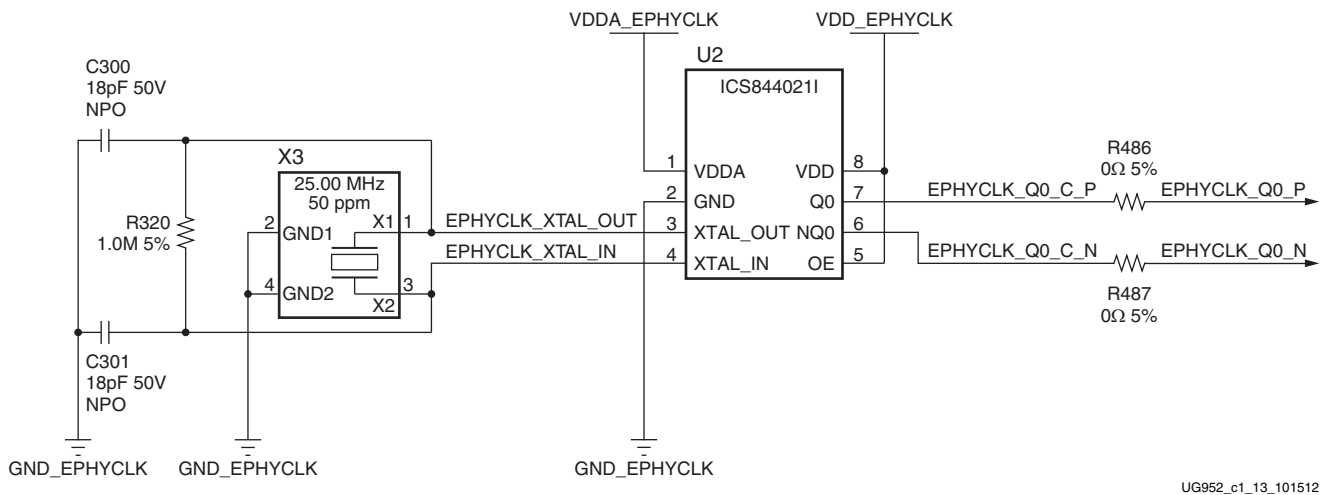 VDDA_EPHYCLK
VDD_EPHYCLK
U2
C300
18pF 50V
NPO
ICS844021I
X3
25.00 MHz
50 ppm
R486
0Ω 5%
1
VDDA
VDD
8
2
GND
Q0
7
EPHYCLK_Q0_C_P
EPHYCLK_Q0_P
R320
1.0M 5%
2
GND1
X1
1
EPHYCLK_XTAL_OUT
3
XTAL_OUT
NQ0
6
EPHYCLK_XTAL_IN
4
XTAL_IN
OE
5
EPHYCLK_Q0_C_N
EPHYCLK_Q0_N
4
GND2
X2
3
R487
0Ω 5%
C301
18pF 50V
NPO
GND_EPHYCLK
GND_EPHYCLK
GND_EPHYCLK
UG952_c1_13_101512